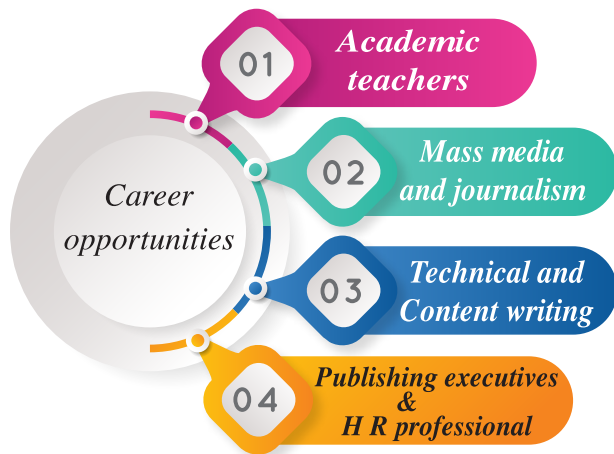 Career
opportunities
01
Academic
teachers
02
Mass media
and journalism
03
Technical and
Content writing
04
Publishing executives
&
H R professional